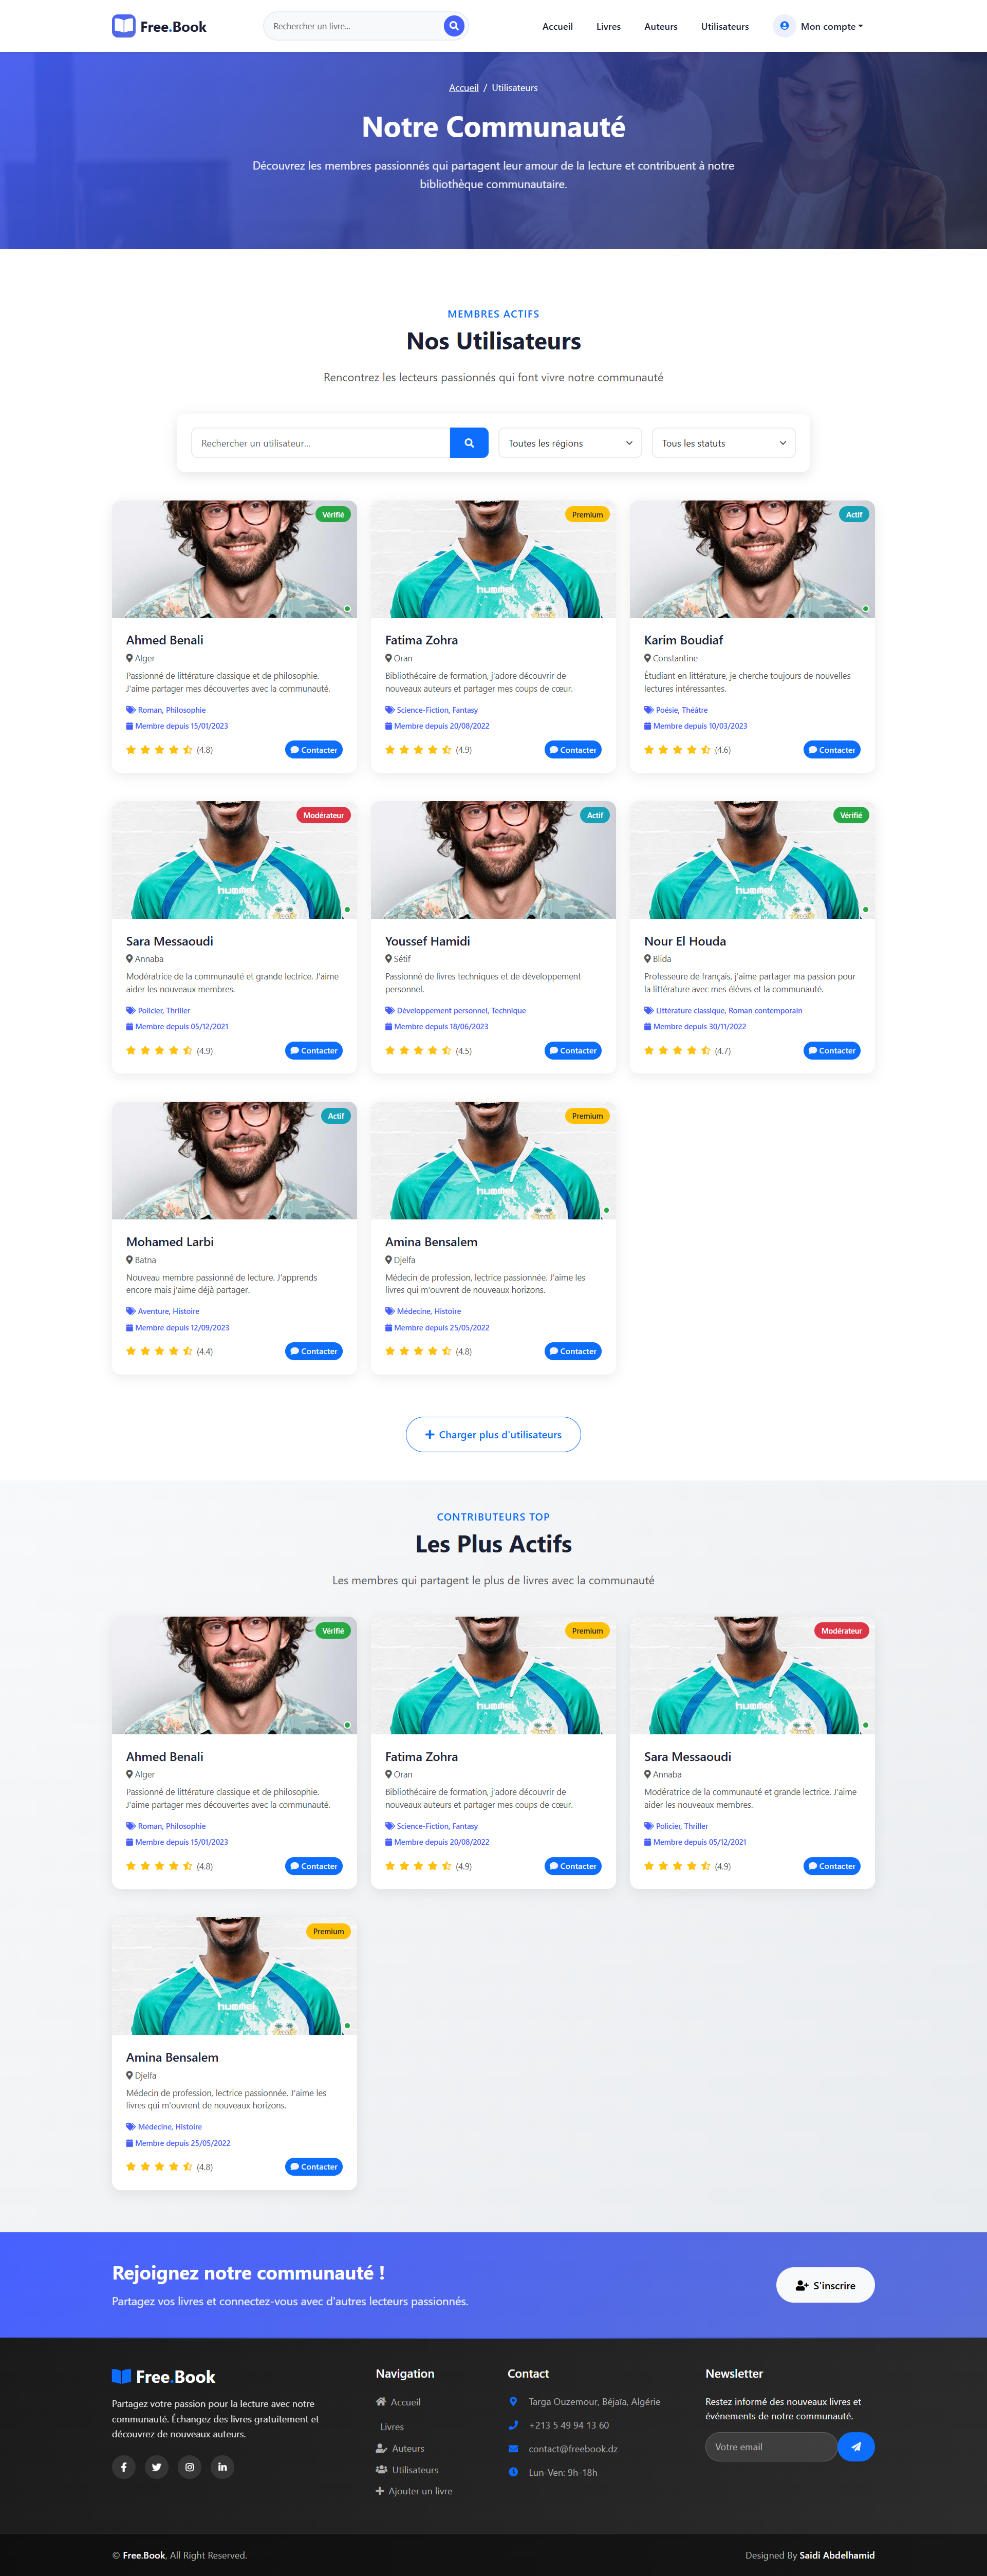 Free.Book
Rechercher un livre...
Accueil
Livres
Auteurs
Utilisateurs
Mon compte
Accueil / Utilisateurs
Notre Communauté
Découvrez les membres passionnés qui partagent leur amour de la lecture et contribuent à notre
bibliothèque communautaire.
MEMBRES ACTIFS
Nos Utilisateurs
Rencontrez les lecteurs passionnés qui font vivre notre communauté
Rechercher un utilisateur...
Toutes les régions
Tous les statuts
Vérifié
Ahmed Benali
Alger
Passionné de littérature classique et de philosophie.
J'aime partager mes découvertes avec la communauté.
Roman, Philosophie
Membre depuis 15/01/2023
(4.8)
Contacter
Premium
hummel
Fatima Zohra
Oran
Bibliothécaire de formation, j'adore découvrir de
nouveaux auteurs et partager mes coups de cœur.
Science-Fiction, Fantasy
Membre depuis 20/08/2022
(4.9)
Contacter
Actif
Karim Boudiaf
Constantine
Étudiant en littérature, je cherche toujours de nouvelles
lectures intéressantes.
Poésie, Théâtre
Membre depuis 10/03/2023
(4.6)
Contacter
Modérateur
hummel
Sara Messaoudi
Annaba
Modératrice de la communauté et grande lectrice. J'aime
aider les nouveaux membres.
Policier, Thriller
Membre depuis 05/12/2021
(4.9)
Contacter
Actif
Youssef Hamidi
Sétif
Passionné de livres techniques et de développement
personnel.
Développement personnel, Technique
Membre depuis 18/06/2023
(4.5)
Contacter
Vérifié
hummel
Nour El Houda
Blida
Professeure de français, j'aime partager ma passion pour
la littérature avec mes élèves et la communauté.
Littérature classique, Roman contemporain
Membre depuis 30/11/2022
(4.7)
Contacter
Actif
Mohamed Larbi
Batna
Nouveau membre passionné de lecture. J'apprends
encore mais j'aime déjà partager.
Aventure, Histoire
Membre depuis 12/09/2023
(4.4)
Contacter
Premium
hummel
Amina Bensalem
Djelfa
Médecin de profession, lectrice passionnée. J'aime les
livres qui m'ouvrent de nouveaux horizons.
Médecine, Histoire
Membre depuis 25/05/2022
(4.8)
Contacter
Charger plus d'utilisateurs
CONTRIBUTEURS TOP
Les Plus Actifs
Les membres qui partagent le plus de livres avec la communauté
Vérifié
Ahmed Benali
Alger
Passionné de littérature classique et de philosophie.
J'aime partager mes découvertes avec la communauté.
Roman, Philosophie
Membre depuis 15/01/2023
(4.8)
Contacter
Premium
hummel
Fatima Zohra
Oran
Bibliothécaire de formation, j'adore découvrir de
nouveaux auteurs et partager mes coups de cœur.
Science-Fiction, Fantasy
Membre depuis 20/08/2022
(4.9)
Contacter
Modérateur
hummel
Sara Messaoudi
Annaba
Modératrice de la communauté et grande lectrice. J'aime
aider les nouveaux membres.
Policier, Thriller
Membre depuis 05/12/2021
(4.9)
Contacter
Premium
hummel
Amina Bensalem
Djelfa
Médecin de profession, lectrice passionnée. J'aime les
livres qui m'ouvrent de nouveaux horizons.
Médecine, Histoire
Membre depuis 25/05/2022
(4.8)
Contacter
Rejoignez notre communauté !
Partagez vos livres et connectez-vous avec d'autres lecteurs passionnés.
S'inscrire
Free.Book
Partagez votre passion pour la lecture avec notre
communauté. Échangez des livres gratuitement et
découvrez de nouveaux auteurs.
Navigation
Accueil
Livres
Auteurs
Utilisateurs
Ajouter un livre
Contact
Targa Ouzemour, Béjaïa, Algérie
+213 5 49 94 13 60
contact@freebook.dz
Lun-Ven: 9h-18h
Newsletter
Restez informé des nouveaux livres et
événements de notre communauté.
Votre email
© Free.Book, All Right Reserved.
Designed By Saidi Abdelhamid